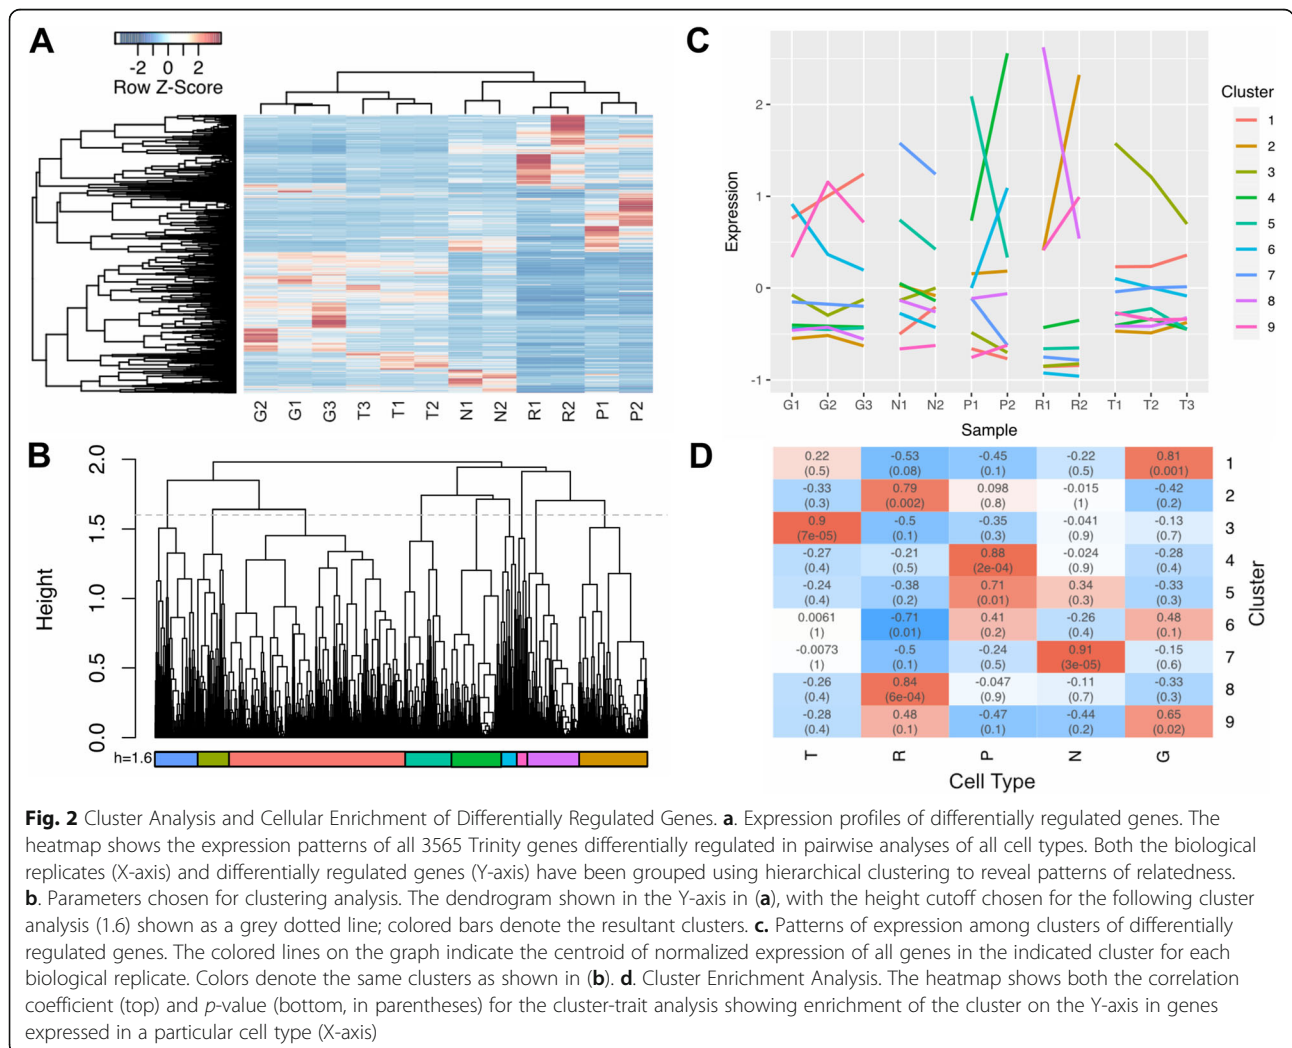 A
-2 0 2
Row Z-Score
G2 G1 G3 T3 T1 T2 N1 N2 R1 R2 P1 P2
B
Height
2.0
1.5
1.0
0.5
0.0
h=1.6
C
Expression
2
1
0
-1
G1 G2 G3 N1 N2 P1 P2 R1 R2 T1 T2 T3
Sample
Cluster
1
2
3
4
5
6
7
8
9
D
0.22 -0.53 -0.45 -0.22 0.81 1
(0.5) (0.08) (0.1) (0.5) (0.001)
-0.33 0.79 0.098 -0.015 -0.42 2
(0.3) (0.002) (0.8) (1) (0.2)
0.9 -0.5 -0.35 -0.041 -0.13 3
(7e-05) (0.1) (0.3) (0.9) (0.7)
-0.27 -0.21 0.88 -0.024 -0.28 4
(0.4) (0.5) (2e-04) (0.9) (0.4)
-0.24 -0.38 0.71 0.34 -0.33 5
(0.4) (0.2) (0.01) (0.3) (0.3)
0.0061 -0.71 0.41 -0.26 0.48 6
(1) (0.01) (0.2) (0.4) (0.1)
-0.0073 -0.5 -0.24 0.91 -0.15 7
(1) (0.1) (0.5) (3e-05) (0.6)
-0.26 0.84 -0.047 -0.11 -0.33 8
(0.4) (6e-04) (0.9) (0.7) (0.3)
-0.28 0.48 -0.47 -0.44 0.65 9
(0.4) (0.1) (0.1) (0.2) (0.02)
T R P N G
Cell Type
Cluster
Fig. 2 Cluster Analysis and Cellular Enrichment of Differentially Regulated Genes. a. Expression profiles of differentially regulated genes. The
heatmap shows the expression patterns of all 3565 Trinity genes differentially regulated in pairwise analyses of all cell types. Both the biological
replicates (X-axis) and differentially regulated genes (Y-axis) have been grouped using hierarchical clustering to reveal patterns of relatedness.
b. Parameters chosen for clustering analysis. The dendrogram shown in the Y-axis in (a), with the height cutoff chosen for the following cluster
analysis (1.6) shown as a grey dotted line; colored bars denote the resultant clusters. c. Patterns of expression among clusters of differentially
regulated genes. The colored lines on the graph indicate the centroid of normalized expression of all genes in the indicated cluster for each
biological replicate. Colors denote the same clusters as shown in (b). d. Cluster Enrichment Analysis. The heatmap shows both the correlation
coefficient (top) and p-value (bottom, in parentheses) for the cluster-trait analysis showing enrichment of the cluster on the Y-axis in genes
expressed in a particular cell type (X-axis)